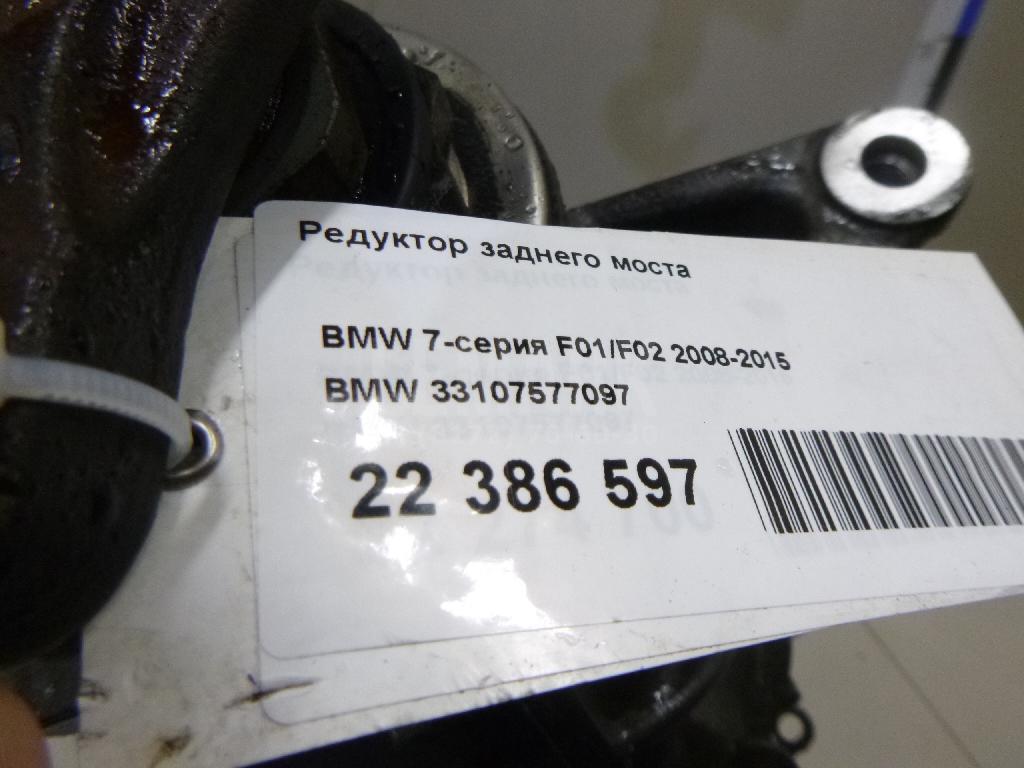 Редуктор заднего моста
BMW 7-серия F01/F02 2008-2015
BMW 33107577097
22 386 597